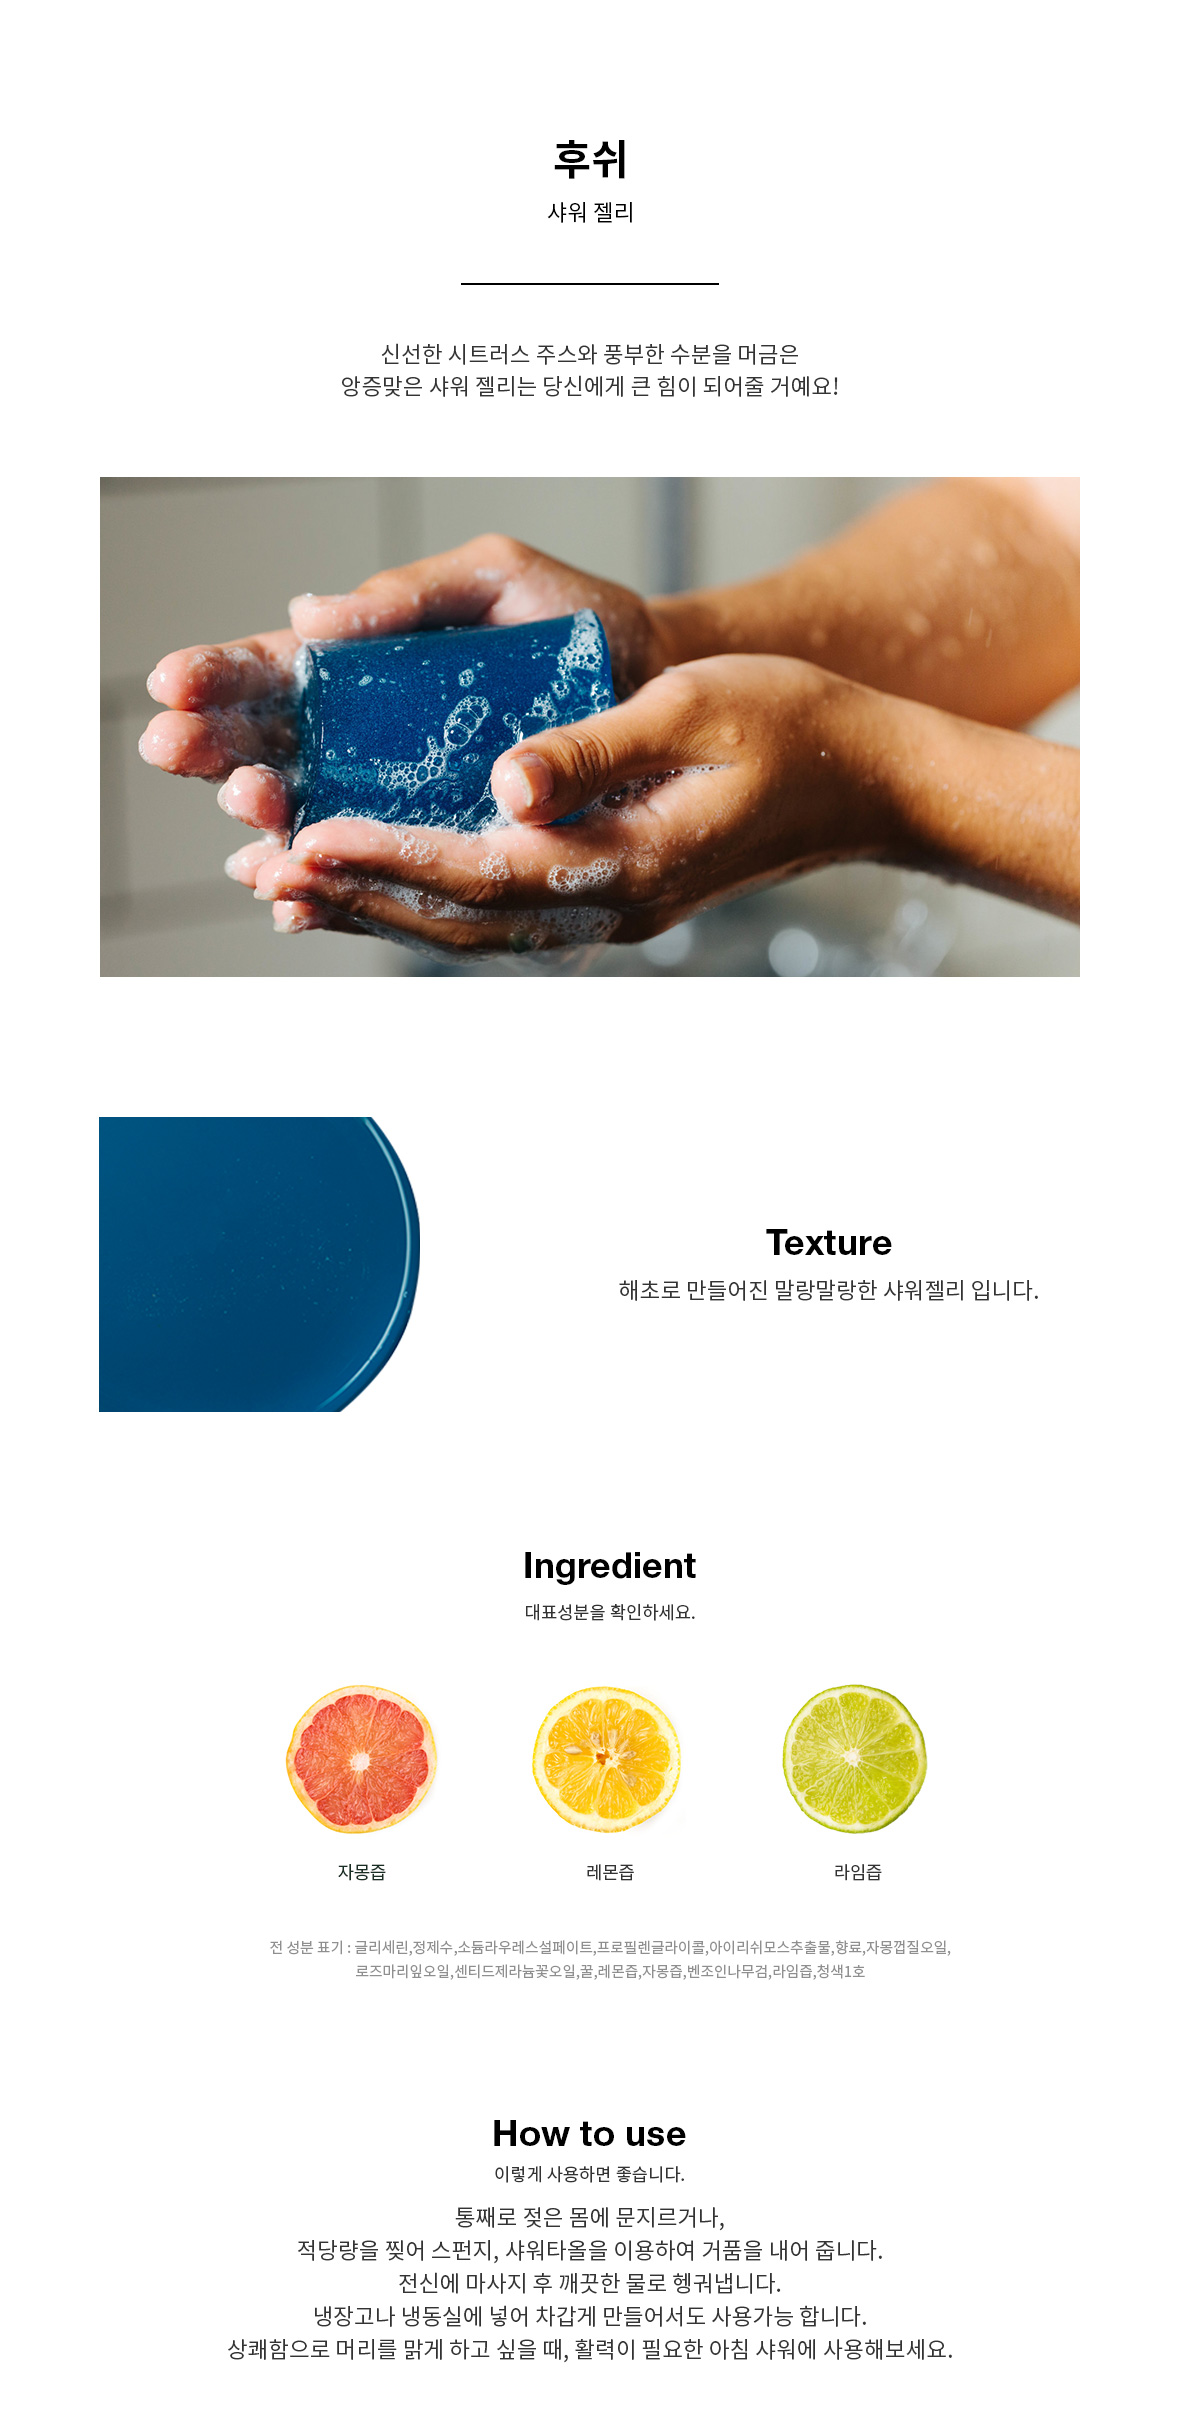 후쉬
샤워 젤리
신선한 시트러스 주스와 풍부한 수분을 머금은
앙증맞은 샤워 젤리는 당신에게 큰 힘이 되어줄 거예요!
Texture
해초로 만들어진 말랑말랑한 샤워젤리 입니다.
Ingredient
대표성분을 확인하세요.
자몽즙
레몬즙
라임즙
전 성분 표기 : 글리세린,정제수,소듐라우레스설페이트,프로필렌글라이콜,아이리쉬모스추출물,향료,자몽껍질오일,
로즈마리잎오일,센티드제라늄꽃오일,꿀,레몬즙,자몽즙,벤조인나무검,라임즙,청색1호
How to use
이렇게 사용하면 좋습니다.
통째로 젖은 몸에 문지르거나,
적당량을 찢어 스펀지, 샤워타올을 이용하여 거품을 내어 줍니다.
전신에 마사지 후 깨끗한 물로 헹궈냅니다.
냉장고나 냉동실에 넣어 차갑게 만들어서도 사용가능 합니다.
상쾌함으로 머리를 맑게 하고 싶을 때, 활력이 필요한 아침 샤워에 사용해보세요.